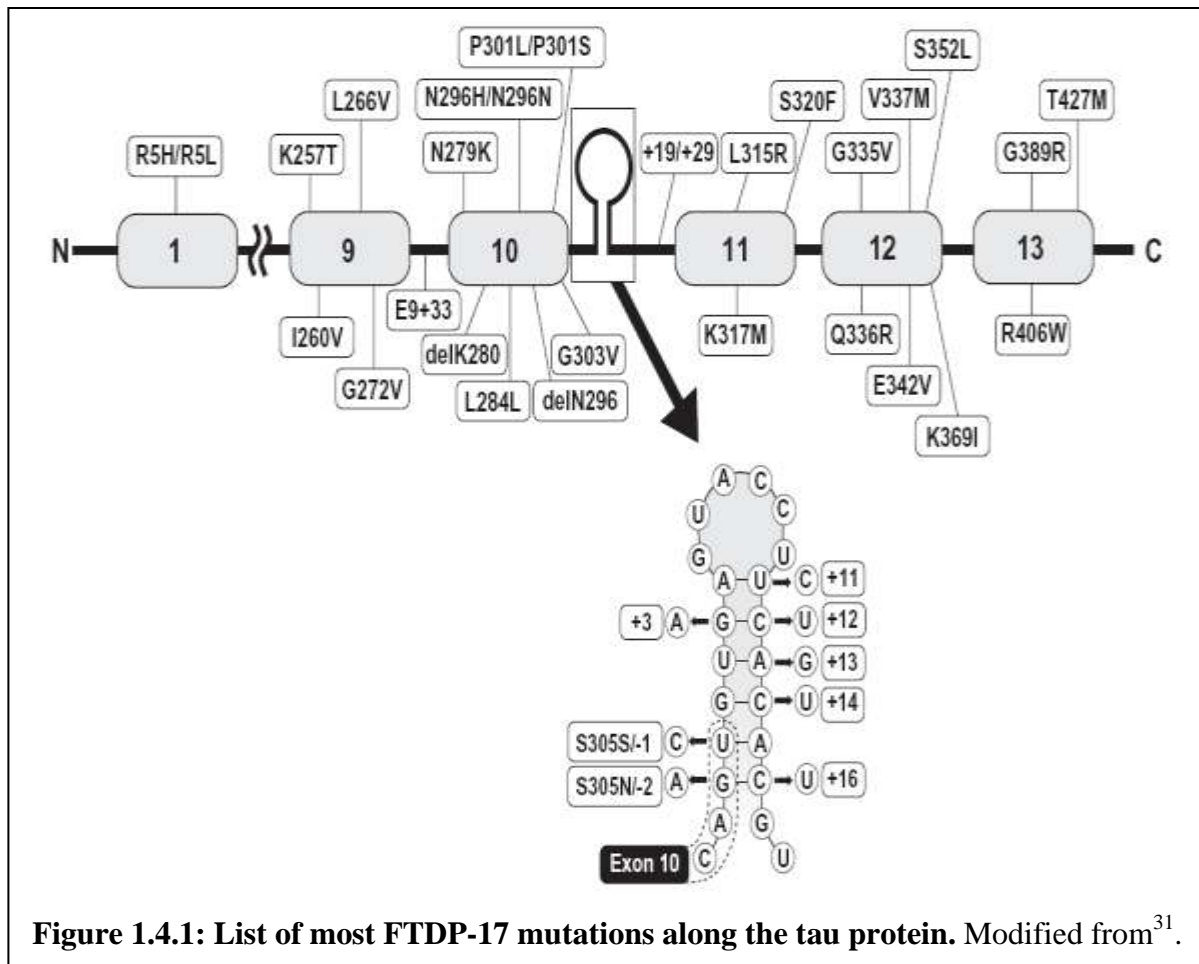 P301L/P301S
S352L
L266V
N296H/N296N
S320F
V337M
T427M
R5H/R5L
K257T
N279K
+19/+29
L315R
G335V
G389R
N
1
9
10
11
12
13
C
E9+33
I260V
delK280
G303V
K317M
Q336R
R406W
G272V
L284L
delN296
E342V
K369I
A C
U C
G U
A U C +11
+3 A G C U +12
U A G +13
G C U +14
S305S/-1 C U A
S305N/-2 A G C U +16
A G
Exon 10 C U
Figure 1.4.1: List of most FTDP-17 mutations along the tau protein. Modified from31.